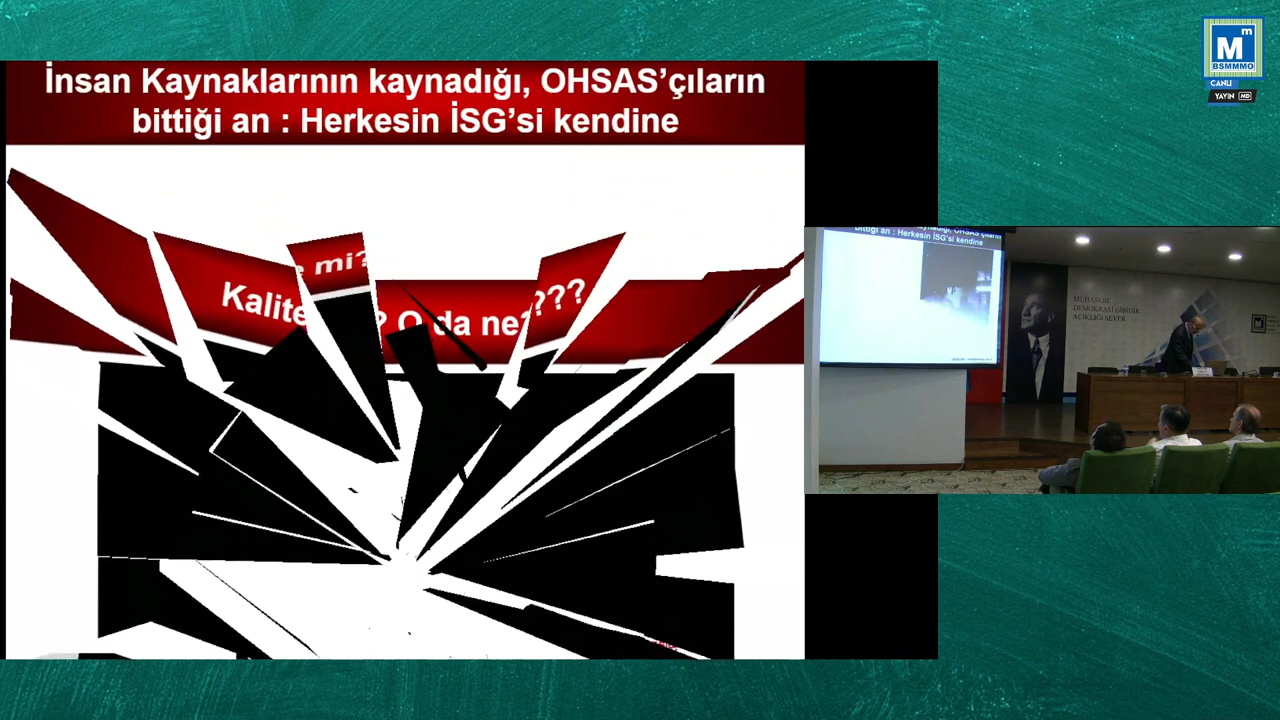 İnsan Kaynaklarının kaynadığı, OHSAS’çıların
bittiği an : Herkesin İSG’si kendine
mi?
Kalite ? O da ne???
M m
BSMMMO
CANLI
YAYIN HD
bittiği an : Herkesin İSG'si kendine
MUHASEBE
DEMOKRASİ GİBİDİR
AÇIKLIĞI SEVER